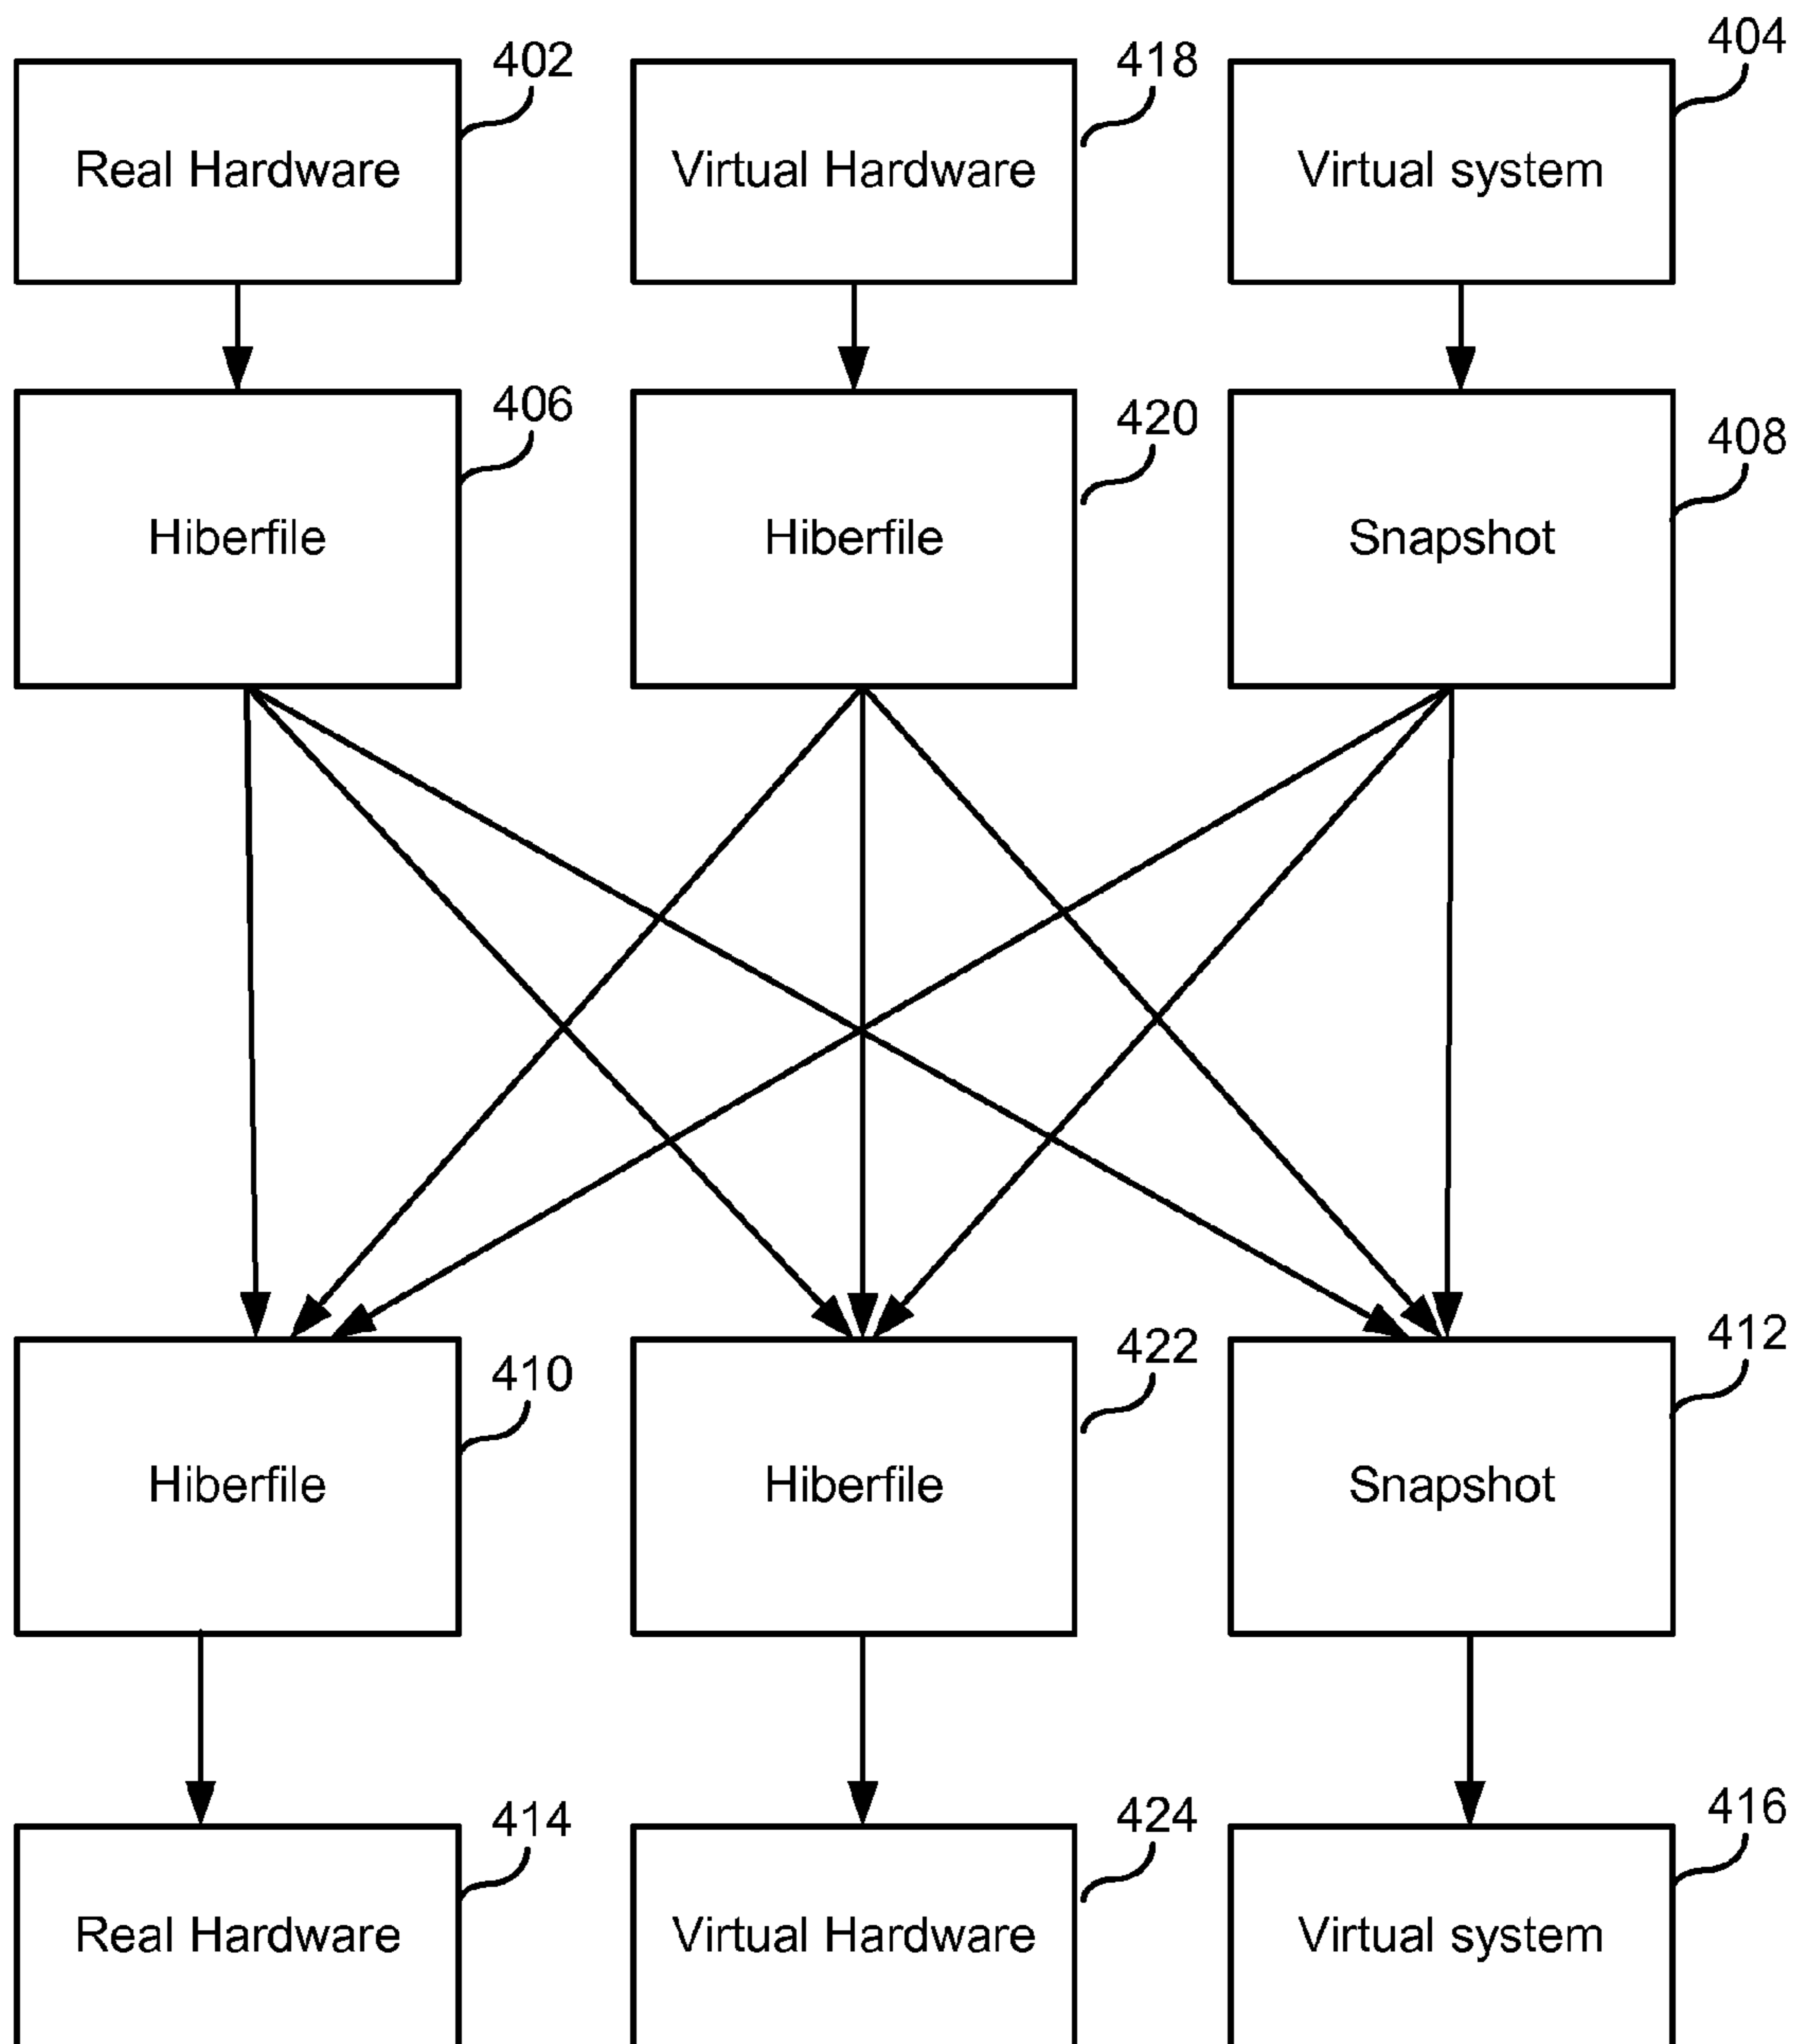 402
418
404
Real Hardware
Virtual Hardware
Virtual system
406
420
408
Hiberfile
Hiberfile
Snapshot
410
422
412
Hiberfile
Hiberfile
Snapshot
414
424
416
Real Hardware
Virtual Hardware
Virtual system